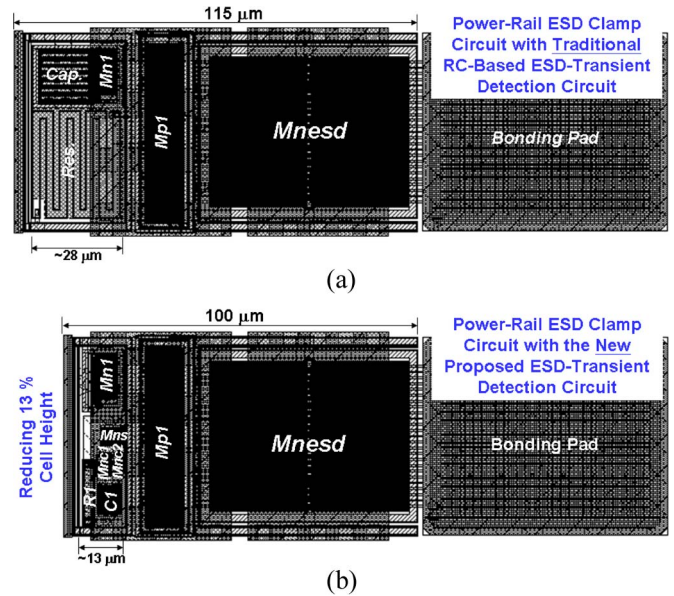 115 μm
Power-Rail ESD Clamp
Circuit with Traditional
RC-Based ESD-Transient
Detection Circuit
Cap.
Mn1
Res.
Mp1
Mnesd
Bonding Pad
~28 μm
(a)
100 μm
Power-Rail ESD Clamp
Circuit with the New
Proposed ESD-Transient
Detection Circuit
Reducing 13 %
Cell Height
Mn1
Mns
Mnc1
Mnc2
R1
C1
Mp1
Mnesd
Bonding Pad
~13 μm
(b)